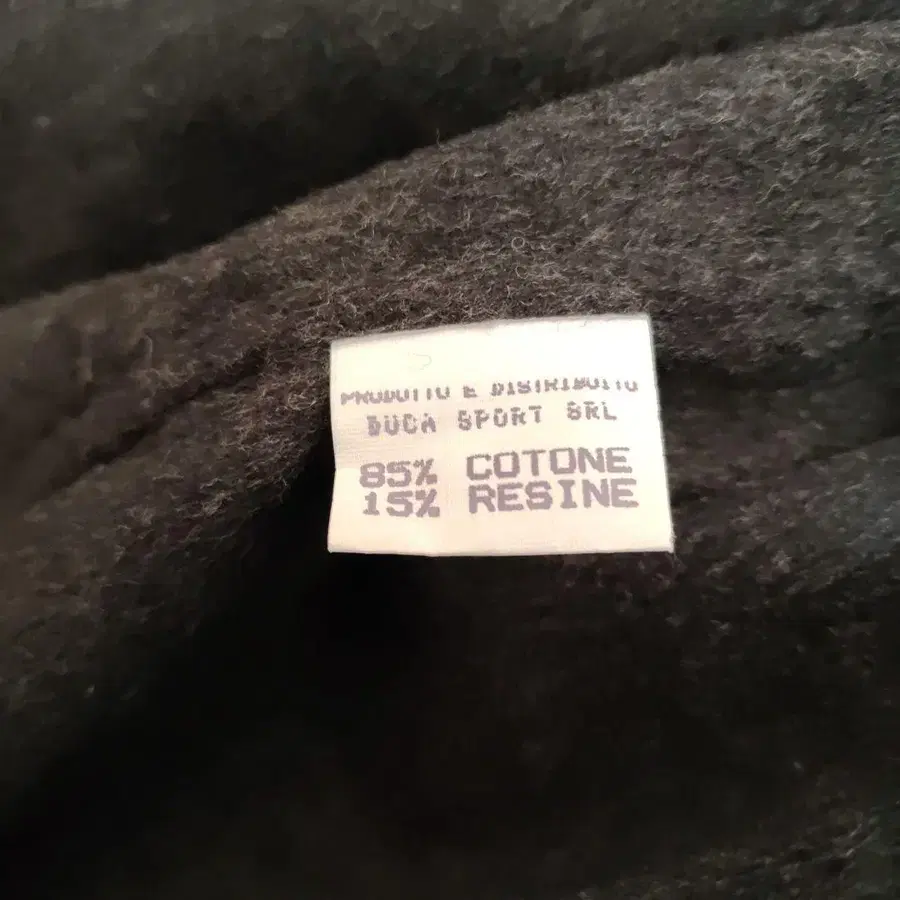 PRODOTTO E DISTRIBUITO
DUCA SPORT SRL
85% COTONE
15% RESINE